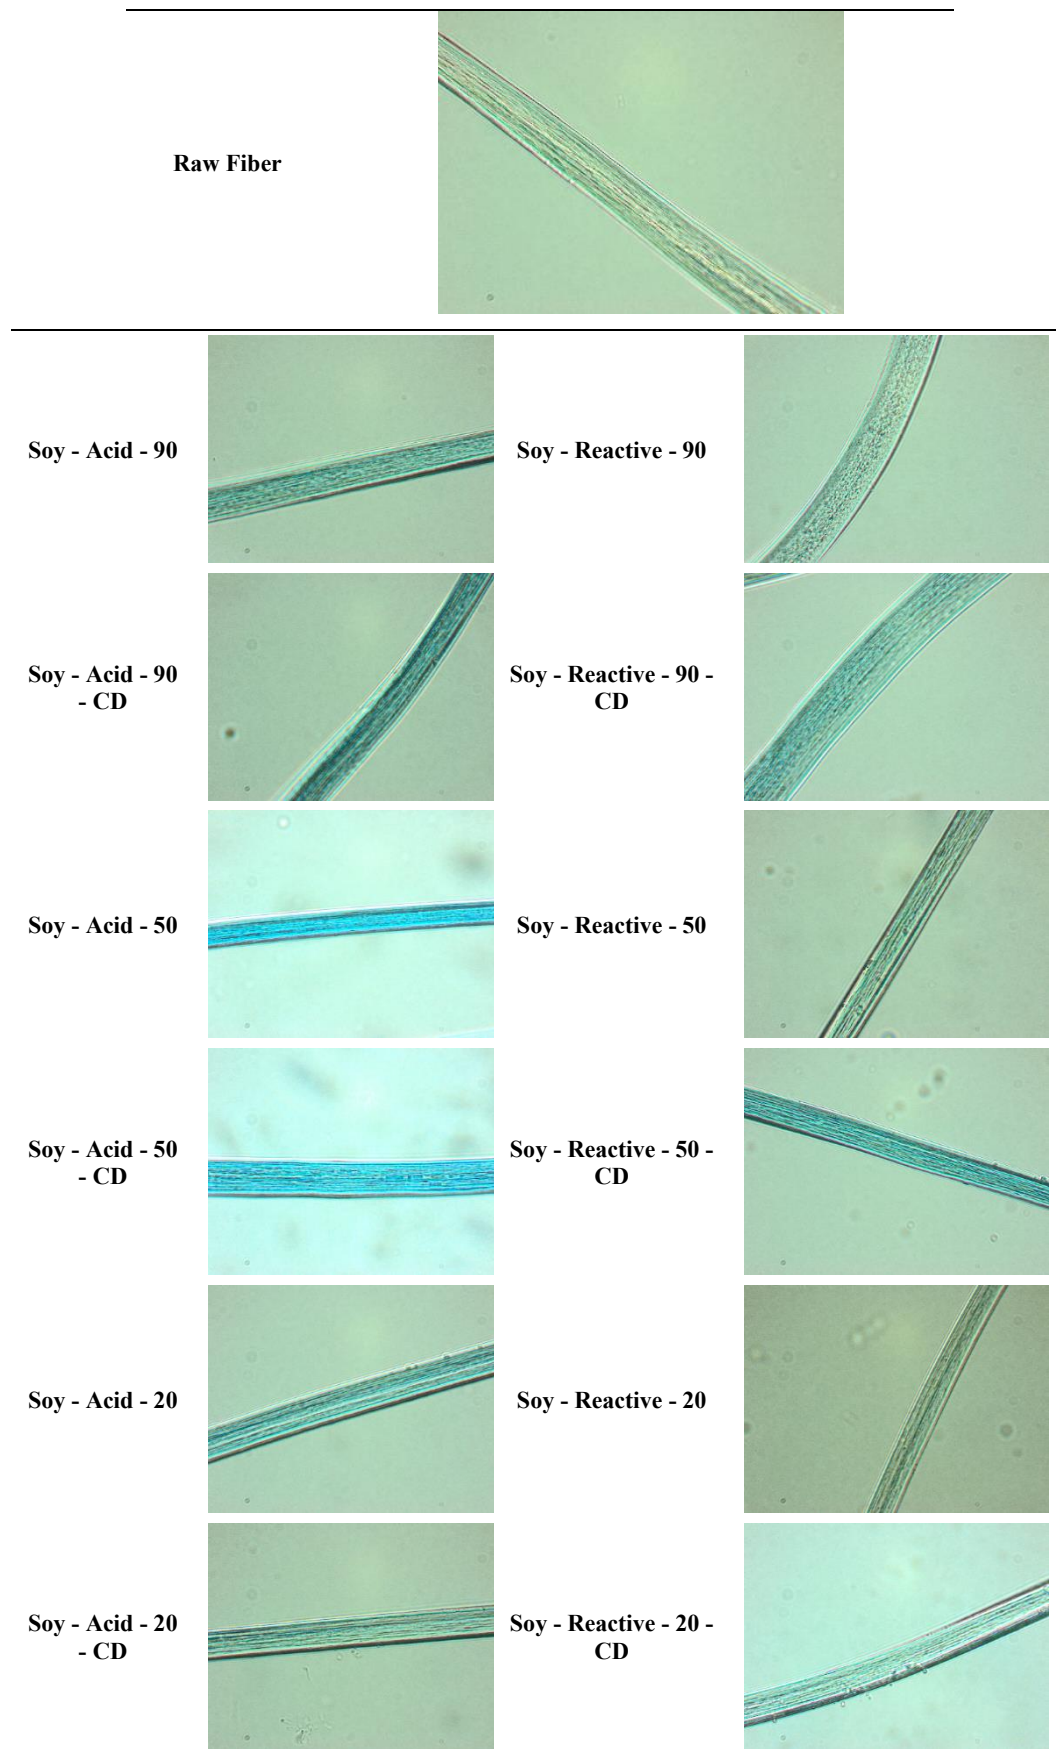 Raw Fiber
Soy - Acid - 90
Soy - Reactive - 90
Soy - Acid - 90
- CD
Soy - Reactive - 90 -
CD
Soy - Acid - 50
Soy - Reactive - 50
Soy - Acid - 50
- CD
Soy - Reactive - 50 -
CD
Soy - Acid - 20
Soy - Reactive - 20
Soy - Acid - 20
- CD
Soy - Reactive - 20 -
CD